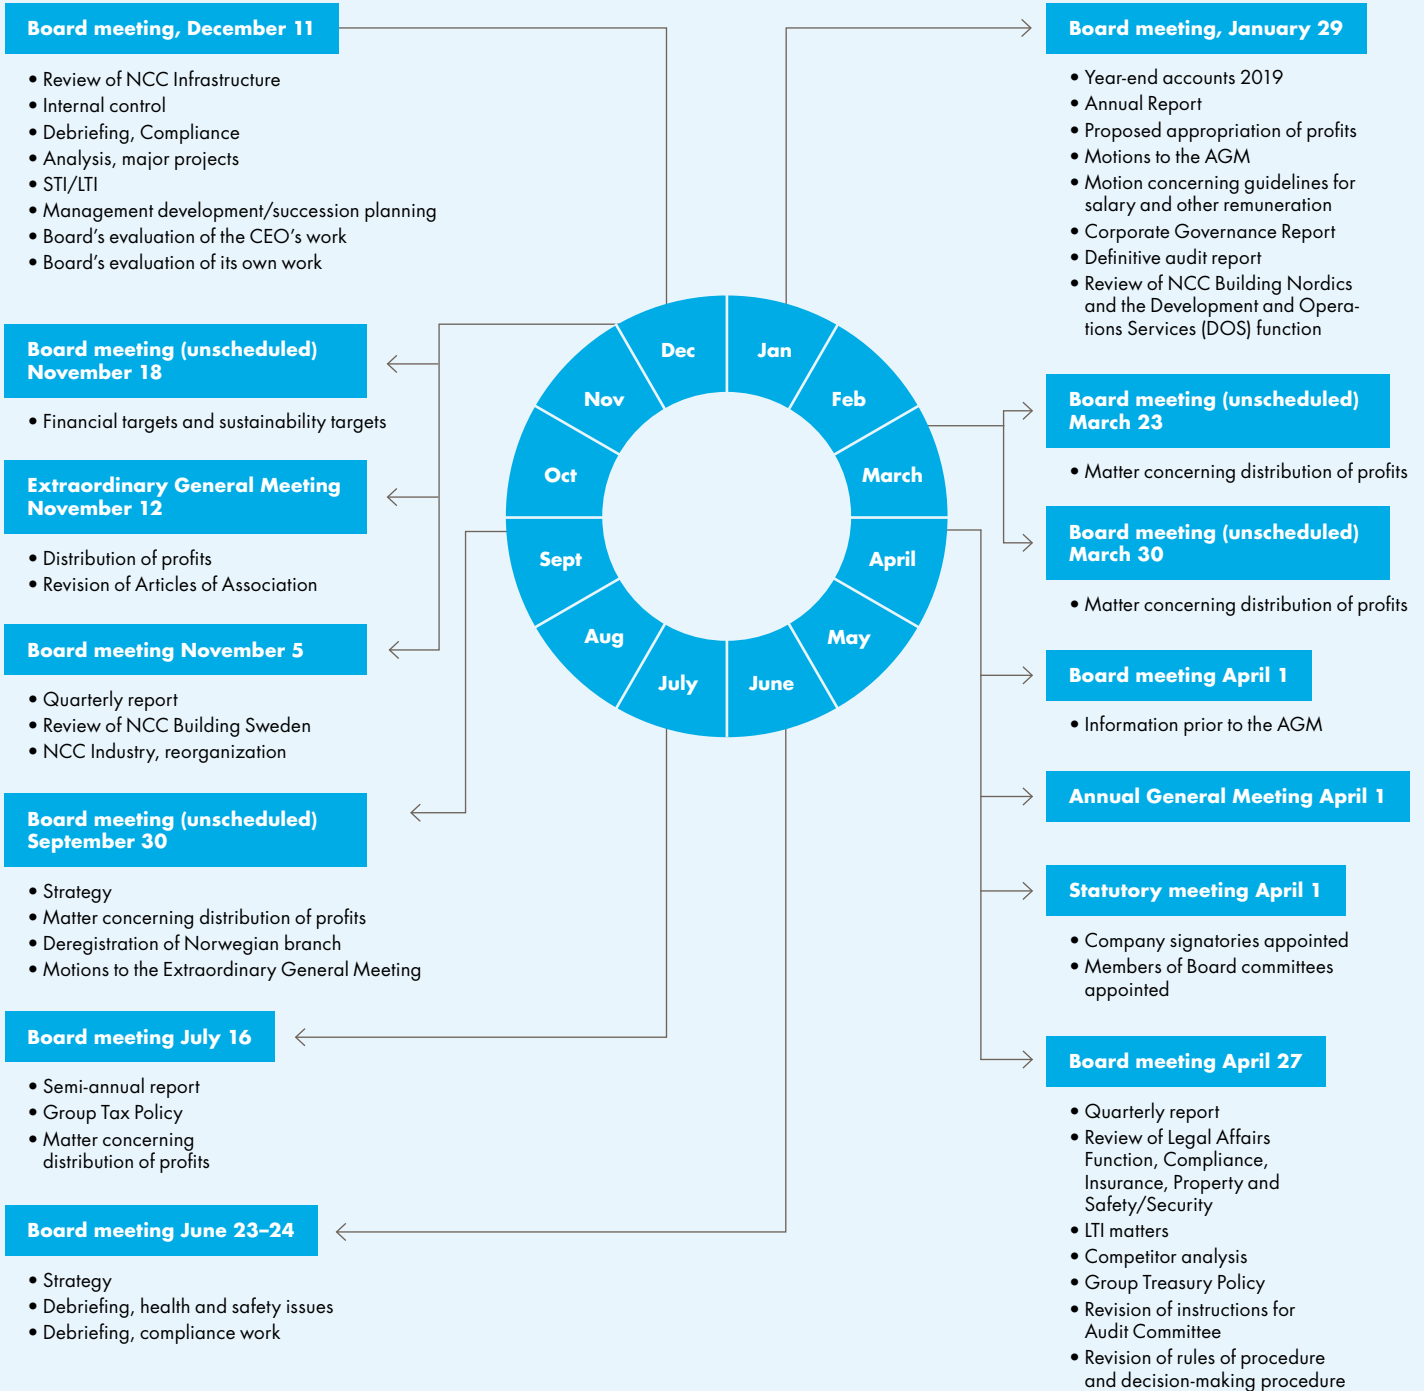 Board meeting, December 11
• Review of NCC Infrastructure
• Internal control
• Debriefing, Compliance
• Analysis, major projects
• STI/LTI
• Management development/succession planning
• Board's evaluation of the CEO's work
• Board's evaluation of its own work
Board meeting (unscheduled)
November 18
• Financial targets and sustainability targets
Extraordinary General Meeting
November 12
• Distribution of profits
• Revision of Articles of Association
Board meeting November 5
• Quarterly report
• Review of NCC Building Sweden
• NCC Industry, reorganization
Board meeting (unscheduled)
September 30
• Strategy
• Matter concerning distribution of profits
• Deregistration of Norwegian branch
• Motions to the Extraordinary General Meeting
Board meeting July 16
• Semi-annual report
• Group Tax Policy
• Matter concerning
distribution of profits
Board meeting June 23–24
• Strategy
• Debriefing, health and safety issues
• Debriefing, compliance work
Jan
Feb
March
April
May
June
July
Aug
Sept
Oct
Nov
Dec
Board meeting, January 29
• Year-end accounts 2019
• Annual Report
• Proposed appropriation of profits
• Motions to the AGM
• Motion concerning guidelines for
salary and other remuneration
• Corporate Governance Report
• Definitive audit report
• Review of NCC Building Nordics
and the Development and Opera-
tions Services (DOS) function
Board meeting (unscheduled)
March 23
• Matter concerning distribution of profits
Board meeting (unscheduled)
March 30
• Matter concerning distribution of profits
Board meeting April 1
• Information prior to the AGM
Annual General Meeting April 1
Statutory meeting April 1
• Company signatories appointed
• Members of Board committees
appointed
Board meeting April 27
• Quarterly report
• Review of Legal Affairs
Function, Compliance,
Insurance, Property and
Safety/Security
• LTI matters
• Competitor analysis
• Group Treasury Policy
• Revision of instructions for
Audit Committee
• Revision of rules of procedure
and decision-making procedure